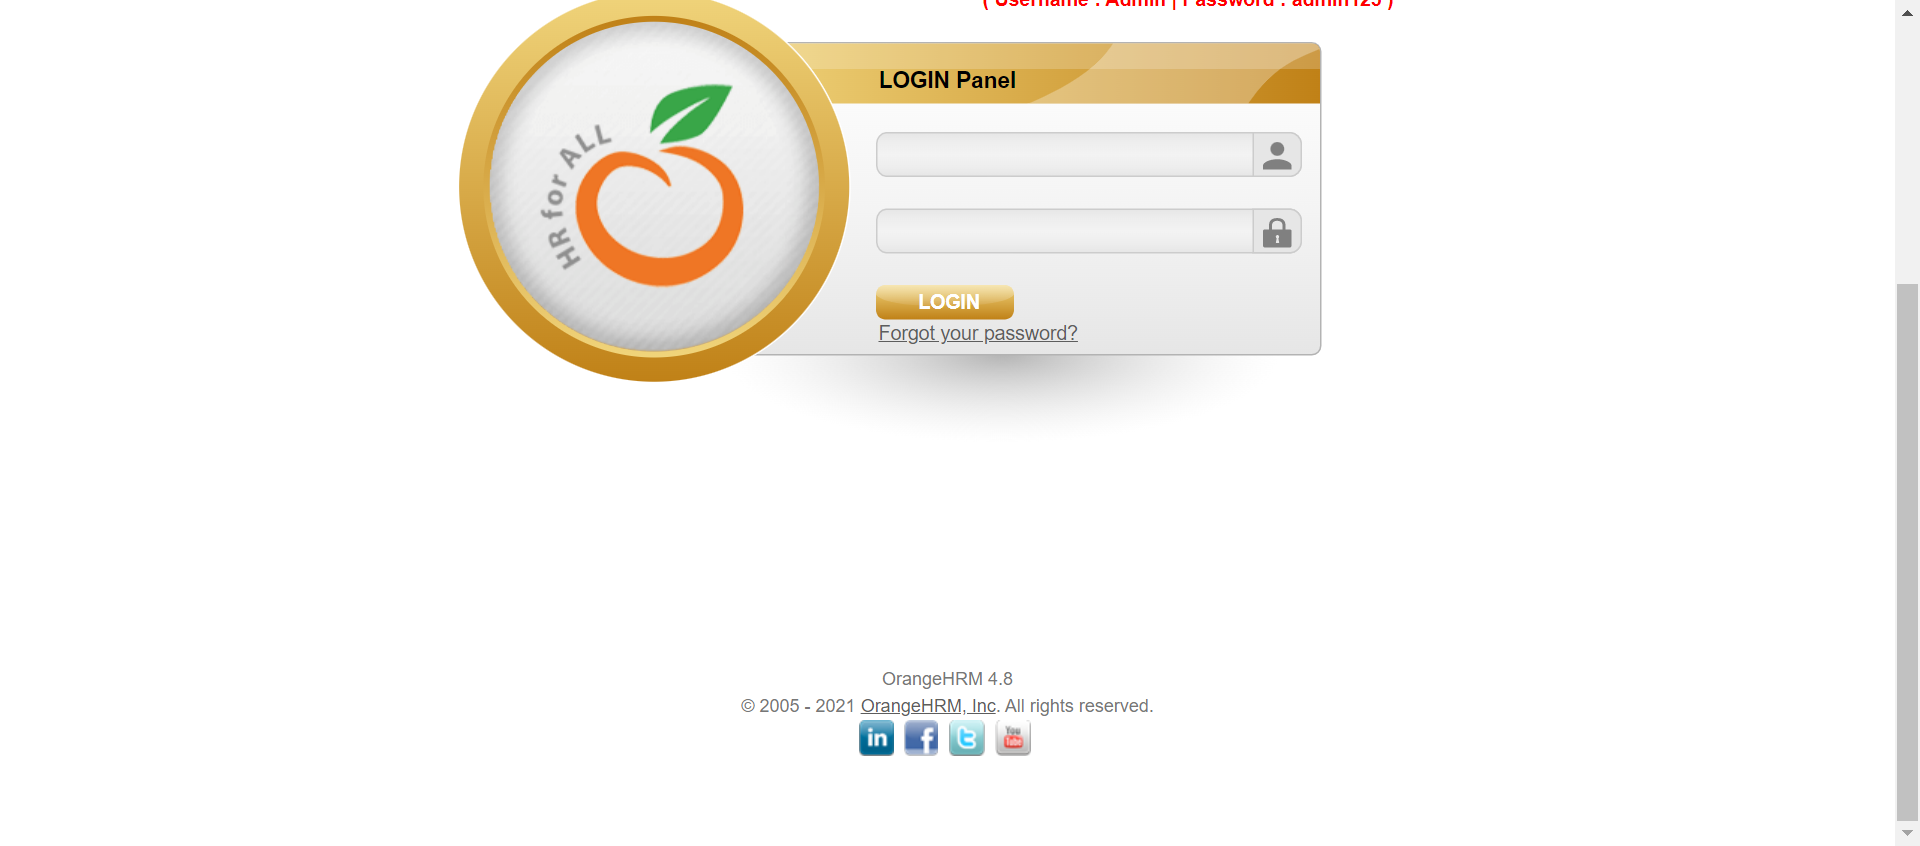 ( Username : Admin | Password : admin123 )
LOGIN Panel
HR for ALL
LOGIN
Forgot your password?
OrangeHRM 4.8
© 2005 - 2021 OrangeHRM, Inc. All rights reserved.
in f t You Tube